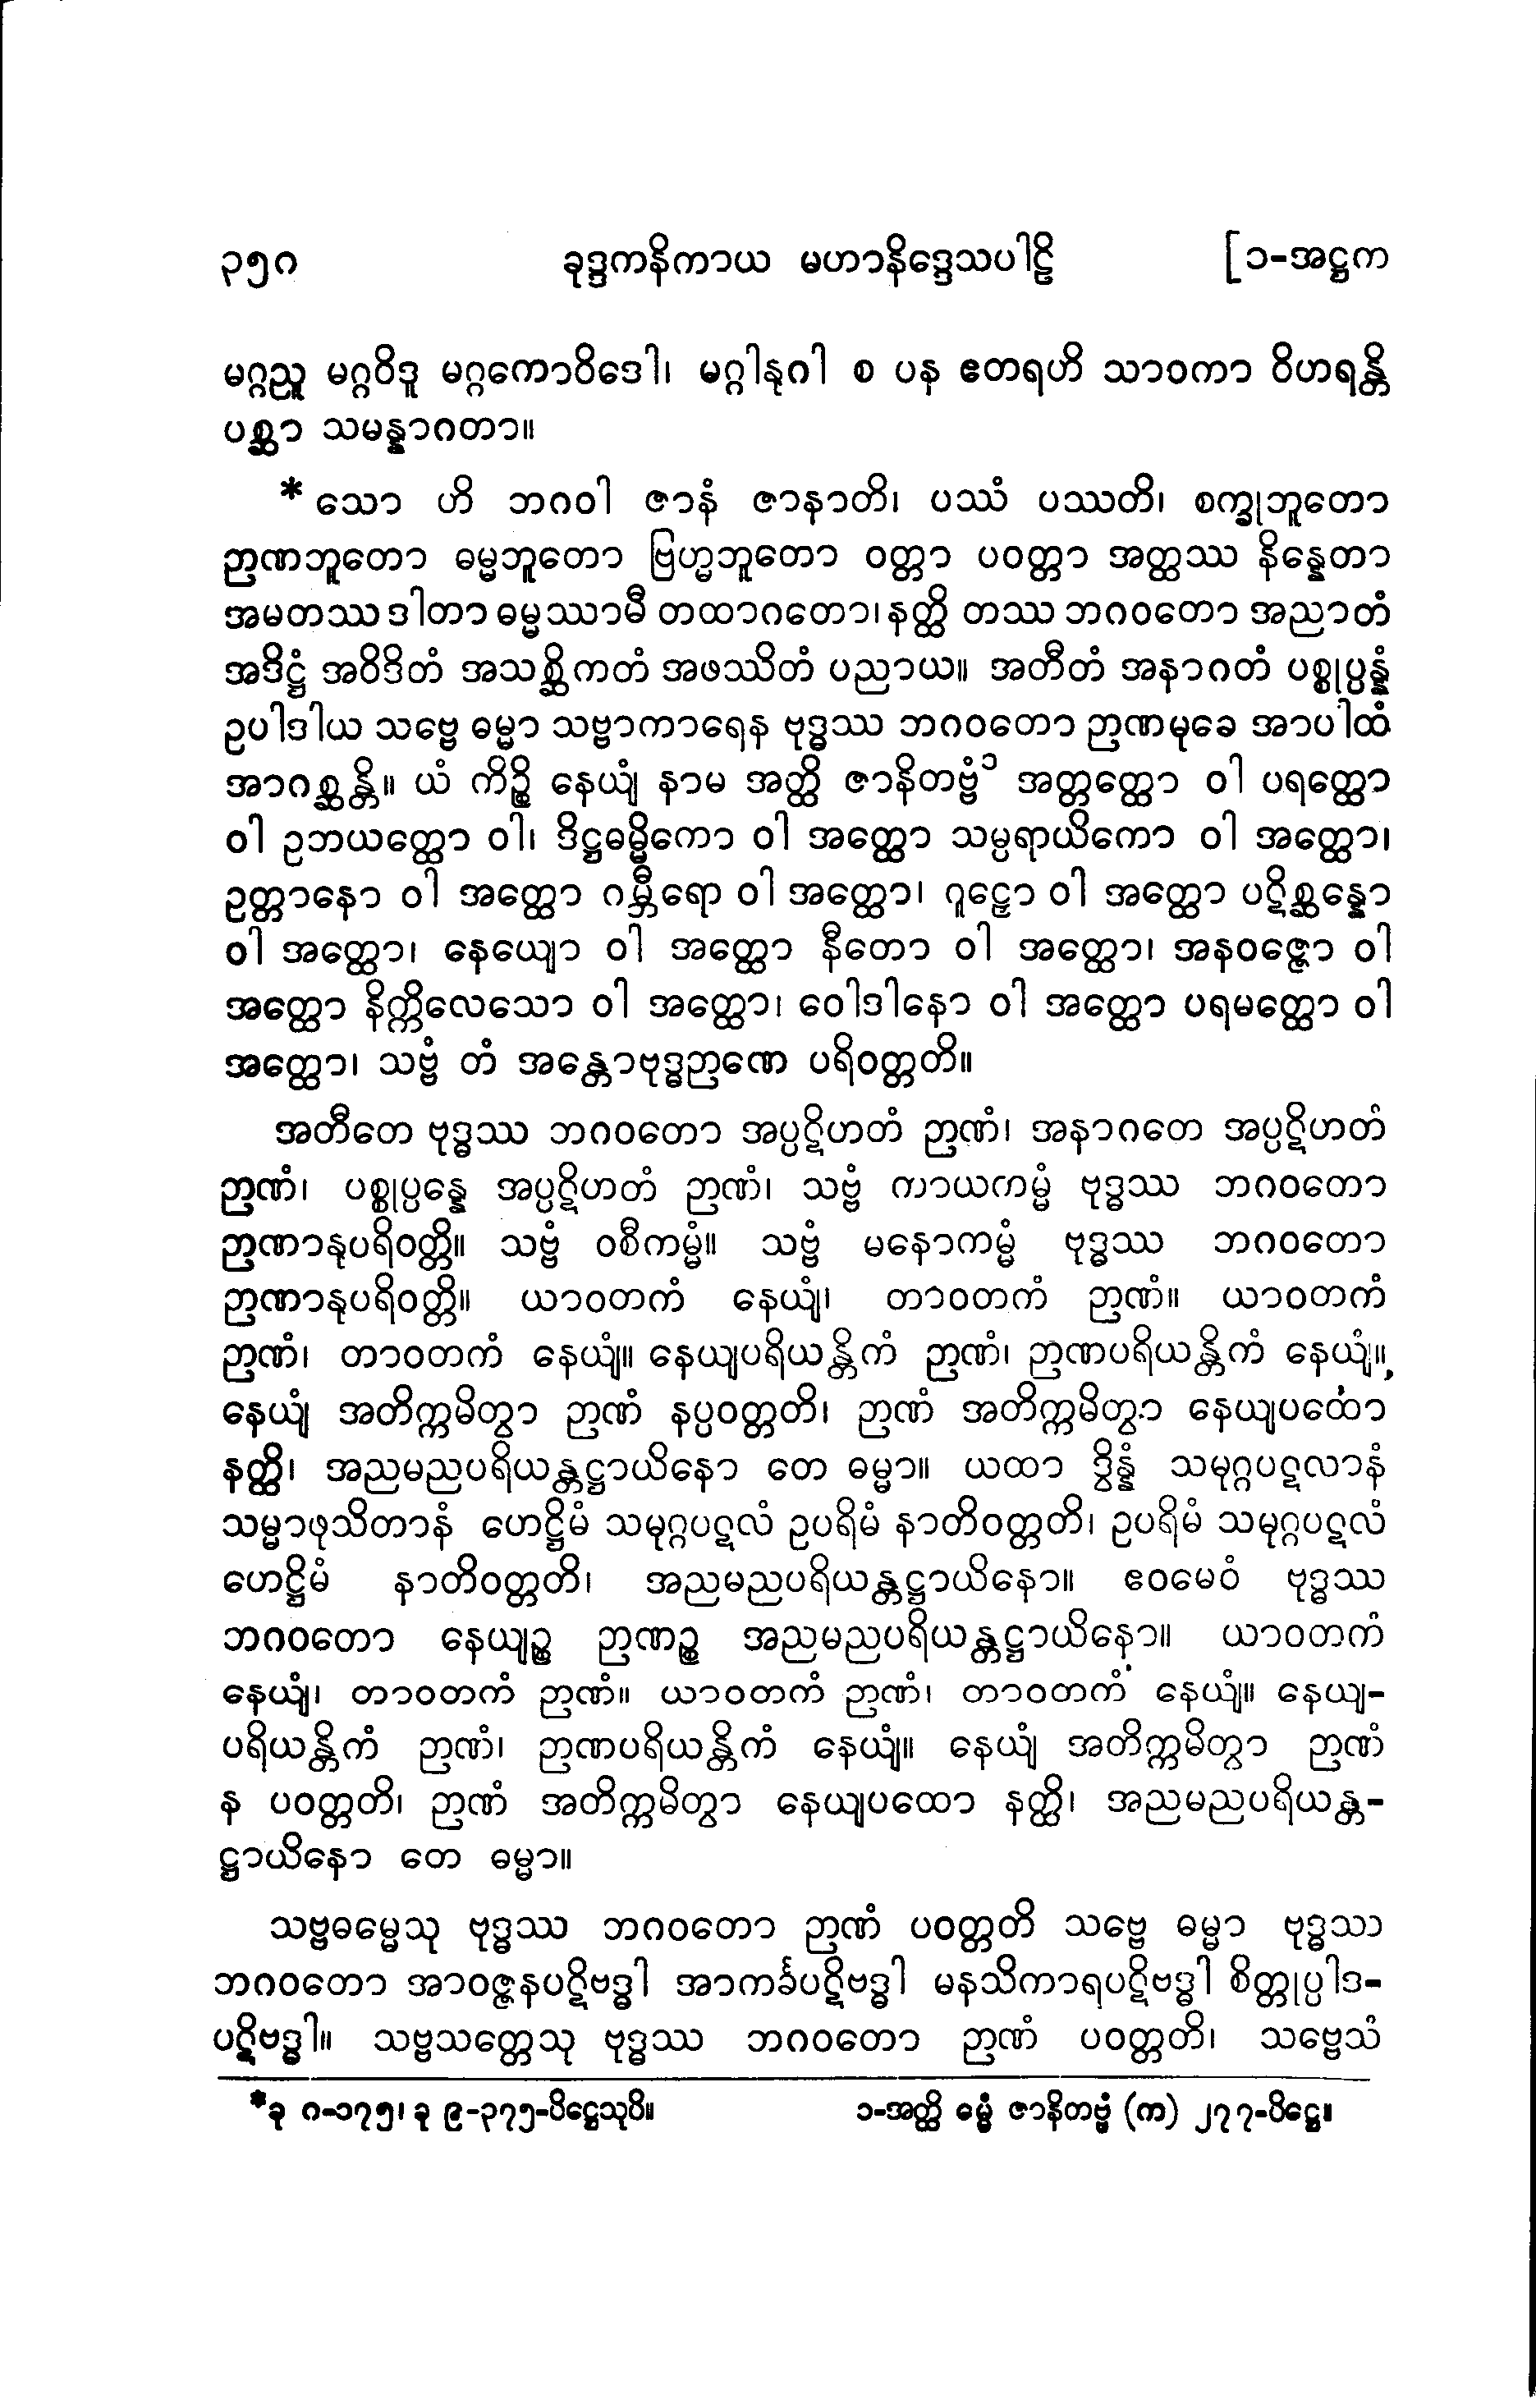 ၃၅၈ ခုဒ္ဒကနိကာယ မဟာနိဒ္ဒေသပါဠိ [၁-အဋ္ဌက
မဂ္ဂညူ မဂ္ဂဝိဒူ မဂ္ဂကောဝိဒေါ၊ မဂ္ဂါနုဂါ စ ပန ဧတရဟိ သာဝကာ ဝိဟရန္တိ
ပစ္ဆာ သမန္နာဂတာ။
* သော ဟိ ဘဂဝါ ဇာနံ ဇာနာတိ၊ ပဿံ ပဿတိ၊ စက္ခုဘူတော
ဉာဏဘူတော ဓမ္မဘူတော ဗြဟ္မဘူတော ဝတ္တာ ပဝတ္တာ အတ္ထဿ နိန္နေတာ
အမတဿ ဒါတာ ဓမ္မဿာမီ တထာဂတော၊ နတ္ထိ တဿ ဘဂဝတော အညာတံ
အဒိဋ္ဌံ အဝိဒိတံ အသစ္ဆိကတံ အဖဿိတံ ပညာယ။ အတီတံ အနာဂတံ ပစ္စုပ္ပန္နံ
ဥပါဒါယ သဗ္ဗေ ဓမ္မာ သဗ္ဗာကာရေန ဗုဒ္ဓဿ ဘဂဝတော ဉာဏမုခေ အာပါထံ
အာဂစ္ဆန္တိ။ ယံ ကိဉ္စိ နေယျံ နာမ အတ္ထိ ဇာနိတဗ္ဗံ၁ အတ္တတ္ထော ဝါ ပရတ္ထော
ဝါ ဥဘယတ္ထော ဝါ၊ ဒိဋ္ဌဓမ္မိကော ဝါ အတ္ထော သမ္ပရာယိကော ဝါ အတ္ထော၊
ဥတ္တာနော ဝါ အတ္ထော ဂမ္ဘီရော ဝါ အတ္ထော၊ ဂူဠှော ဝါ အတ္ထော ပဋိစ္ဆန္နော
ဝါ အတ္ထော၊ နေယျော ဝါ အတ္ထော နီတော ဝါ အတ္ထော၊ အနဝဇ္ဇော ဝါ
အတ္ထော နိက္ကိလေသော ဝါ အတ္ထော၊ ဝေါဒါနော ဝါ အတ္ထော ပရမတ္ထော ဝါ
အတ္ထော၊ သဗ္ဗံ တံ အန္တောဗုဒ္ဓဉာဏေ ပရိဝတ္တတိ။
အတီတေ ဗုဒ္ဓဿ ဘဂဝတော အပ္ပဋိဟတံ ဉာဏံ၊ အနာဂတေ အပ္ပဋိဟတံ
ဉာဏံ၊ ပစ္စုပ္ပန္နေ အပ္ပဋိဟတံ ဉာဏံ၊ သဗ္ဗံ ကာယကမ္မံ ဗုဒ္ဓဿ ဘဂဝတော
ဉာဏာနုပရိဝတ္တိ။ သဗ္ဗံ ဝစီကမ္မံ။ သဗ္ဗံ မနောကမ္မံ ဗုဒ္ဓဿ ဘဂဝတော
ဉာဏာနုပရိဝတ္တိ။ ယာဝတကံ နေယျံ၊ တာဝတကံ ဉာဏံ။ ယာဝတကံ
ဉာဏံ၊ တာဝတကံ နေယျံ။ နေယျပရိယန္တိကံ ဉာဏံ၊ ဉာဏပရိယန္တိကံ နေယျံ။
နေယျံ အတိက္ကမိတွာ ဉာဏံ နပ္ပဝတ္တတိ၊ ဉာဏံ အတိက္ကမိတွာ နေယျပထော
နတ္ထိ၊ အညမညပရိယန္တဋ္ဌာယိနော တေ ဓမ္မာ။ ယထာ ဒွိန္နံ သမုဂ္ဂပဋလာနံ
သမ္မာဖုသိတာနံ ဟေဋ္ဌိမံ သမုဂ္ဂပဋလံ ဥပရိမံ နာတိဝတ္တတိ၊ ဥပရိမံ သမုဂ္ဂပဋလံ
ဟေဋ္ဌိမံ နာတိဝတ္တတိ၊ အညမညပရိယန္တဋ္ဌာယိနော။ ဧဝမေဝံ ဗုဒ္ဓဿ
ဘဂဝတော နေယျဉ္စ ဉာဏဉ္စ အညမညပရိယန္တဋ္ဌာယိနော။ ယာဝတကံ
နေယျံ၊ တာဝတကံ ဉာဏံ။ ယာဝတကံ ဉာဏံ၊ တာဝတကံ နေယျံ။ နေယျ-
ပရိယန္တိကံ ဉာဏံ၊ ဉာဏပရိယန္တိကံ နေယျံ။ နေယျံ အတိက္ကမိတွာ ဉာဏံ
န ပဝတ္တတိ၊ ဉာဏံ အတိက္ကမိတွာ နေယျပထော နတ္ထိ၊ အညမညပရိယန္တ-
ဋ္ဌာယိနော တေ ဓမ္မာ။
သဗ္ဗဓမ္မေသု ဗုဒ္ဓဿ ဘဂဝတော ဉာဏံ ပဝတ္တတိ သဗ္ဗေ ဓမ္မာ ဗုဒ္ဓဿ
ဘဂဝတော အာဝဇ္ဇနပဋိဗဒ္ဓါ အာကင်္ခပဋိဗဒ္ဓါ မနသိကာရပဋိဗဒ္ဓါ စိတ္တုပ္ပါဒ-
ပဋိဗဒ္ဓါ။ သဗ္ဗသတ္တေသု ဗုဒ္ဓဿ ဘဂဝတော ဉာဏံ ပဝတ္တတိ၊ သဗ္ဗေသံ
*ခု ၈-၁၇၅၊ ခု ၉-၃၇၅-ပိဋ္ဌေသုပိ။ ၁-အတ္ထိ ဓမ္မံ ဇာနိတဗ္ဗံ (က) ၂၇၇-ပိဋ္ဌေ။